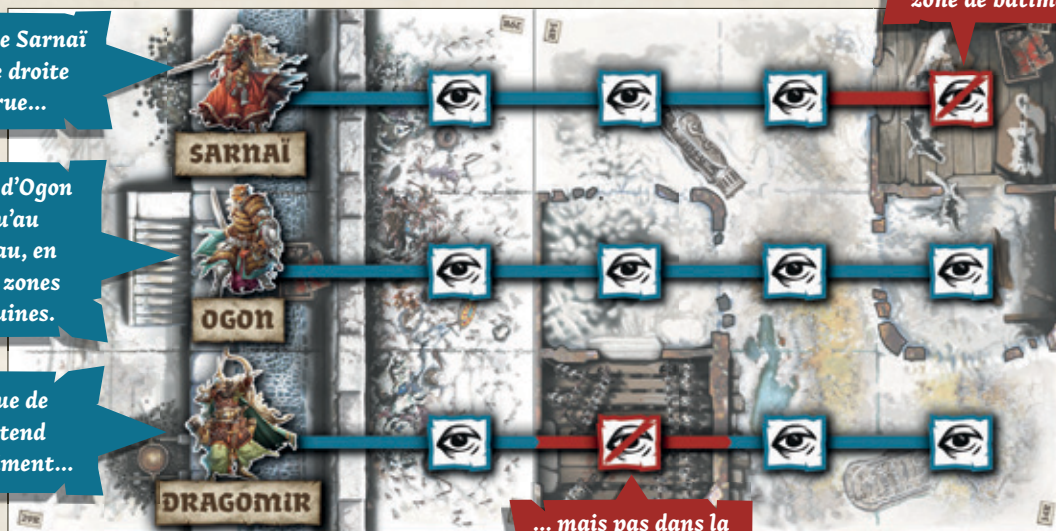 zone de bâtim
e Sarnaï
e droite
rue...
SARNAÏ
d'Ogon
u'au
au, en
zones
uines.
OGON
ue de
tend
ment...
DRAGOMIR
... mais pas dans la